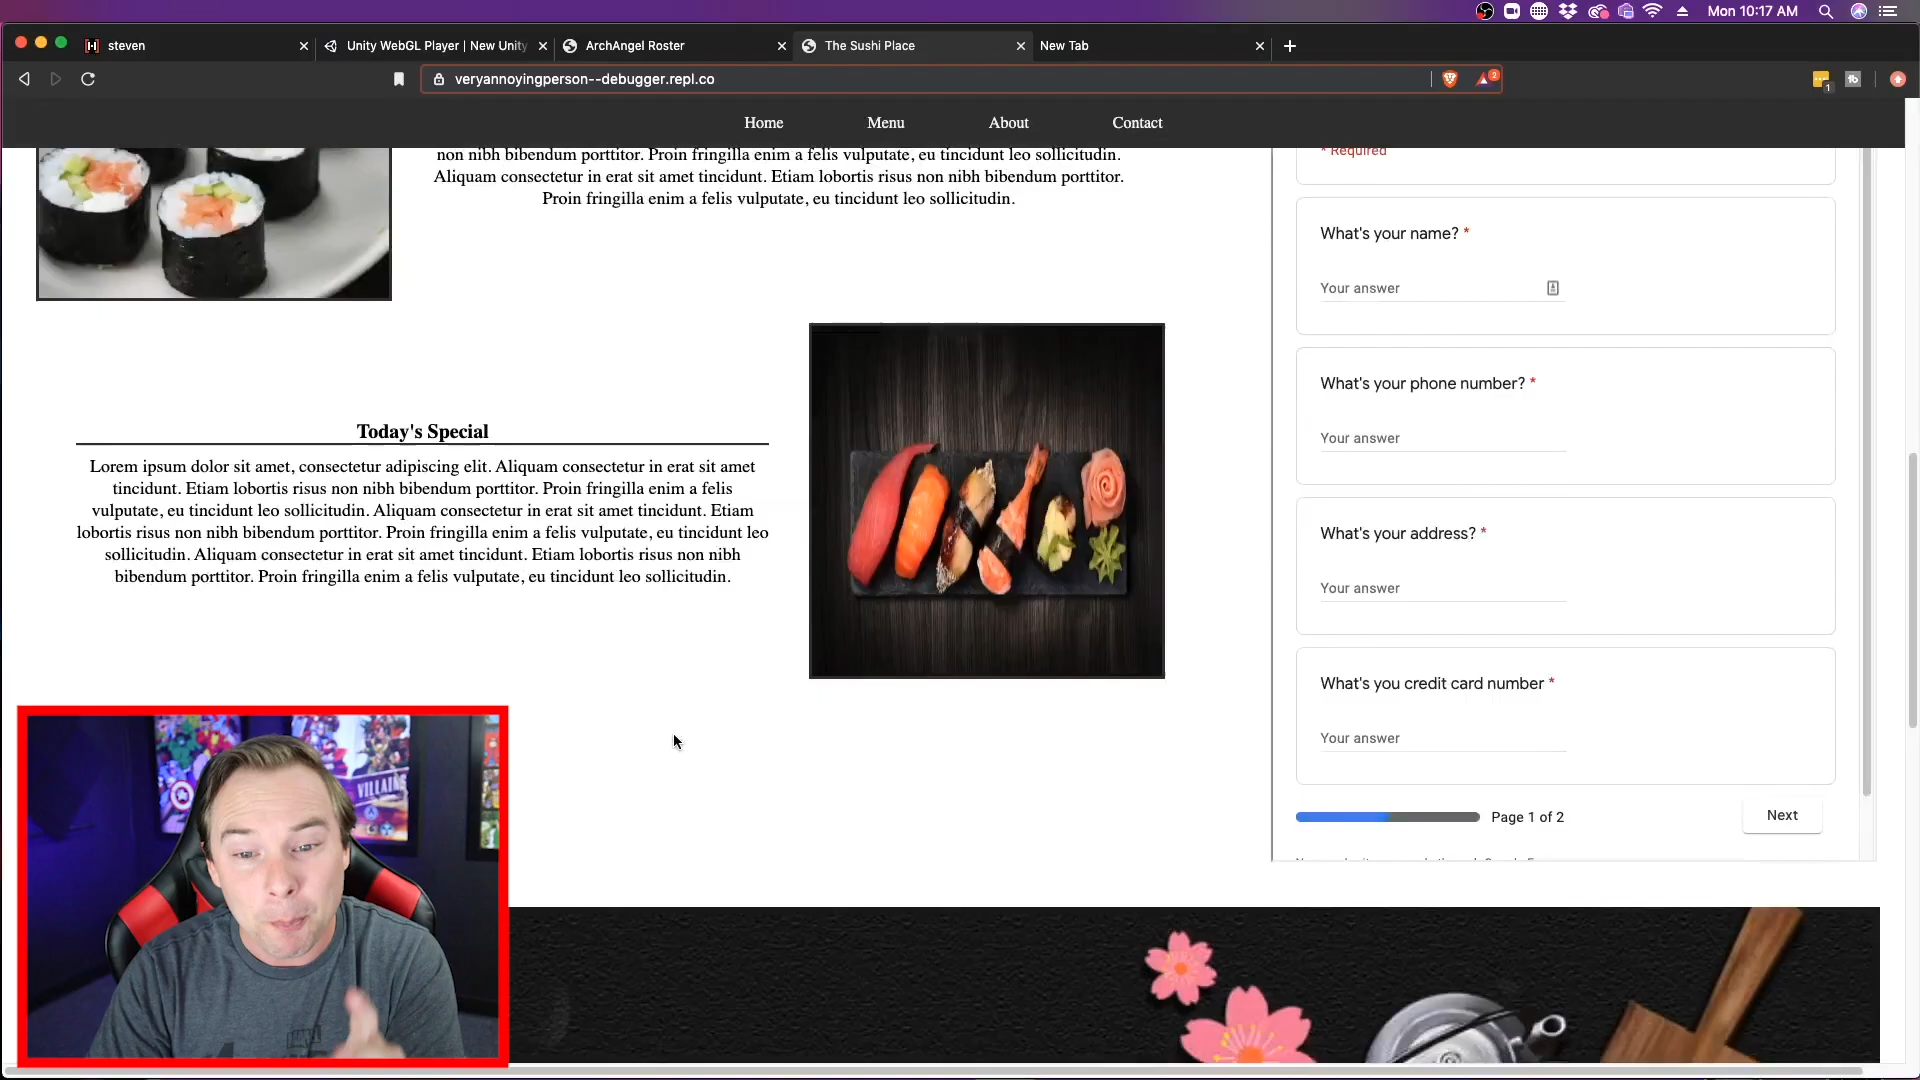 Mon 10:17 AM
steven
Unity WebGL Player | New Unity
ArchAngel Roster
The Sushi Place
New Tab
veryannoyingperson--debugger.repl.co
2
1
Home
Menu
About
Contact
non nibh bibendum porttitor. Proin fringilla enim a felis vulputate, eu tincidunt leo sollicitudin.
Aliquam consectetur in erat sit amet tincidunt. Etiam lobortis risus non nibh bibendum porttitor.
Proin fringilla enim a felis vulputate, eu tincidunt leo sollicitudin.
* Required
What's your name? *
Your answer
What's your phone number? *
Your answer
What's your address? *
Your answer
What's you credit card number *
Your answer
Page 1 of 2
Next
Today's Special
Lorem ipsum dolor sit amet, consectetur adipiscing elit. Aliquam consectetur in erat sit amet
tincidunt. Etiam lobortis risus non nibh bibendum porttitor. Proin fringilla enim a felis
vulputate, eu tincidunt leo sollicitudin. Aliquam consectetur in erat sit amet tincidunt. Etiam
lobortis risus non nibh bibendum porttitor. Proin fringilla enim a felis vulputate, eu tincidunt leo
sollicitudin. Aliquam consectetur in erat sit amet tincidunt. Etiam lobortis risus non nibh
bibendum porttitor. Proin fringilla enim a felis vulputate, eu tincidunt leo sollicitudin.
VILLAINS